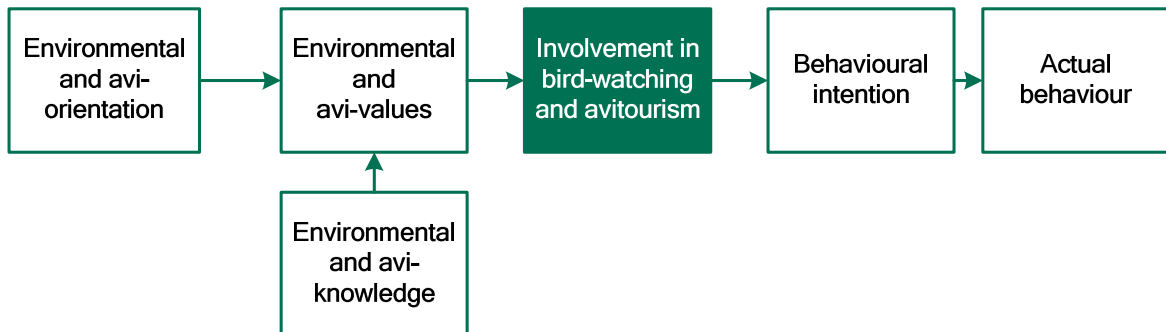 Environmental
and avi-
orientation
Environmental
and
avi-values
Involvement in
bird-watching
and avitourism
Behavioural
intention
Actual
behaviour
Environmental
and avi-
knowledge